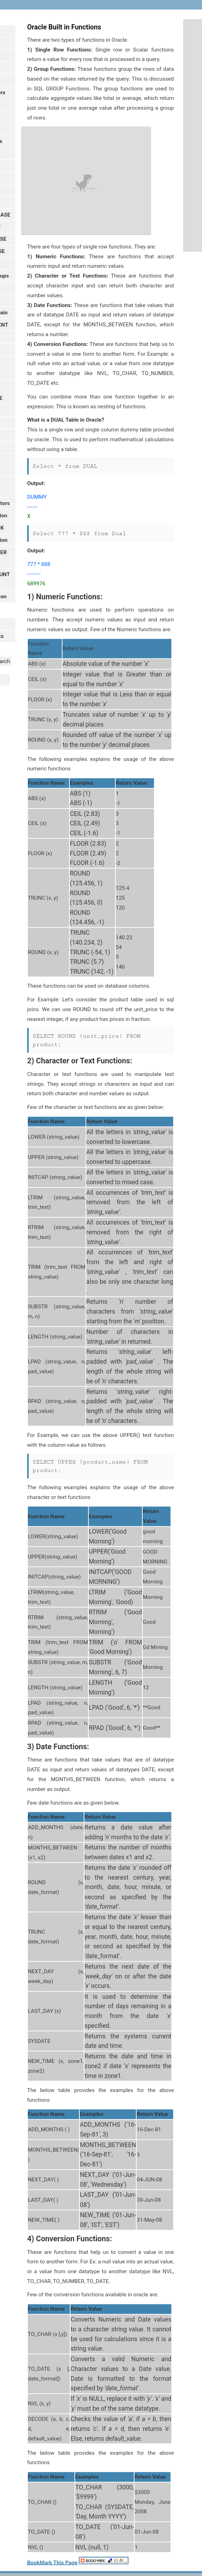 ors
s
ASE
E
SE
SE
ups
ain
ENT
E
tors
ion
K
tion
ER
UNT
on
ts
arch
Oracle Built in Functions
There are two types of functions in Oracle.
1) Single Row Functions: Single row or Scalar functions
return a value for every row that is processed in a query.
2) Group Functions: These functions group the rows of data
based on the values returned by the query. This is discussed
in SQL GROUP Functions. The group functions are used to
calculate aggregate values like total or average, which return
just one total or one average value after processing a group
of rows.
There are four types of single row functions. They are:
1) Numeric Functions: These are functions that accept
numeric input and return numeric values.
2) Character or Text Functions: These are functions that
accept character input and can return both character and
number values.
3) Date Functions: These are functions that take values that
are of datatype DATE as input and return values of datatype
DATE, except for the MONTHS_BETWEEN function, which
returns a number.
4) Conversion Functions: These are functions that help us to
convert a value in one form to another form. For Example: a
null value into an actual value, or a value from one datatype
to another datatype like NVL, TO_CHAR, TO_NUMBER,
TO_DATE etc.
You can combine more than one function together in an
expression. This is known as nesting of functions.
What is a DUAL Table in Oracle?
This is a single row and single column dummy table provided
by oracle. This is used to perform mathematical calculations
without using a table.
Select * from DUAL
Output:
DUMMY
-------
X
Select 777 * 888 from Dual
Output:
777 * 888
---------
689976
1) Numeric Functions:
Numeric functions are used to perform operations on
numbers. They accept numeric values as input and return
numeric values as output. Few of the Numeric functions are:
Function Name Return Value
ABS (x) Absolute value of the number 'x'
CEIL (x) Integer value that is Greater than or
equal to the number 'x'
FLOOR (x) Integer value that is Less than or equal
to the number 'x'
TRUNC (x, y) Truncates value of number 'x' up to 'y'
decimal places
ROUND (x, y) Rounded off value of the number 'x' up
to the number 'y' decimal places
The following examples explains the usage of the above
numeric functions
Function Name Examples Return Value
ABS (x) ABS (1) 1
ABS (-1) -1
CEIL (x) CEIL (2.83) 3
CEIL (2.49) 3
CEIL (-1.6) -1
FLOOR (x) FLOOR (2.83) 2
FLOOR (2.49) 2
FLOOR (-1.6) -2
TRUNC (x, y) ROUND
(125.456, 1) 125.4
ROUND
(125.456, 0) 125
ROUND
(124.456, -1) 120
ROUND (x, y) TRUNC
(140.234, 2) 140.23
TRUNC (-54, 1) 54
TRUNC (5.7) 5
TRUNC (142, -1) 140
These functions can be used on database columns.
For Example: Let's consider the product table used in sql
joins. We can use ROUND to round off the unit_price to the
nearest integer, if any product has prices in fraction.
SELECT ROUND (unit_price) FROM
product;
2) Character or Text Functions:
Character or text functions are used to manipulate text
strings. They accept strings or characters as input and can
return both character and number values as output.
Few of the character or text functions are as given below:
Function Name Return Value
LOWER (string_value) All the letters in 'string_value' is
converted to lowercase.
UPPER (string_value) All the letters in 'string_value' is
converted to uppercase.
INITCAP (string_value) All the letters in 'string_value' is
converted to mixed case.
LTRIM (string_value, trim_text) All occurrences of 'trim_text' is
removed from the left of
'string_value'.
RTRIM (string_value, trim_text) All occurrences of 'trim_text' is
removed from the right of
'string_value' .
TRIM (trim_text FROM string_value) All occurrences of 'trim_text'
from the left and right of
'string_value' , 'trim_text' can
also be only one character long
.
SUBSTR (string_value, m, n) Returns 'n' number of
characters from 'string_value'
starting from the 'm' position.
LENGTH (string_value) Number of characters in
'string_value' in returned.
LPAD (string_value, n, pad_value) Returns 'string_value' left-
padded with 'pad_value' . The
length of the whole string will
be of 'n' characters.
RPAD (string_value, n, pad_value) Returns 'string_value' right-
padded with 'pad_value' . The
length of the whole string will
be of 'n' characters.
For Example, we can use the above UPPER() text function
with the column value as follows.
SELECT UPPER (product_name) FROM
product;
The following examples explains the usage of the above
character or text functions
Function Name Examples Return Value
LOWER(string_value) LOWER('Good Morning') good morning
UPPER(string_value) UPPER('Good Morning') GOOD MORNING
INITCAP(string_value) INITCAP('GOOD MORNING') Good Morning
LTRIM(string_value, trim_text) LTRIM ('Good Morning', 'Good) Morning
RTRIM (string_value, trim_text) RTRIM ('Good Morning', ' Morning') Good
TRIM (trim_text FROM string_value) TRIM ('o' FROM 'Good Morning') Gd Mrning
SUBSTR (string_value, m, n) SUBSTR ('Good Morning', 6, 7) Morning
LENGTH (string_value) LENGTH ('Good Morning') 12
LPAD (string_value, n, pad_value) LPAD ('Good', 6, '*') **Good
RPAD (string_value, n, pad_value) RPAD ('Good', 6, '*') Good**
3) Date Functions:
These are functions that take values that are of datatype
DATE as input and return values of datatypes DATE, except
for the MONTHS_BETWEEN function, which returns a
number as output.
Few date functions are as given below.
Function Name Return Value
ADD_MONTHS (date, n) Returns a date value after
adding 'n' months to the date 'x'.
MONTHS_BETWEEN (x1, x2) Returns the number of months
between dates x1 and x2.
ROUND (x, date_format) Returns the date 'x' rounded off
to the nearest century, year,
month, date, hour, minute, or
second as specified by the
'date_format'.
TRUNC (x, date_format) Returns the date 'x' lesser than
or equal to the nearest century,
year, month, date, hour, minute,
or second as specified by the
'date_format'.
NEXT_DAY (x, week_day) Returns the next date of the
'week_day' on or after the date
'x' occurs.
LAST_DAY (x) It is used to determine the
number of days remaining in a
month from the date 'x'
specified.
SYSDATE Returns the systems current
date and time.
NEW_TIME (x, zone1, zone2) Returns the date and time in
zone2 if date 'x' represents the
time in zone1.
The below table provides the examples for the above
functions
Function Name Examples Return Value
ADD_MONTHS ( ) ADD_MONTHS ('16-Sep-81', 3) 16-Dec-81
MONTHS_BETWEEN( ) MONTHS_BETWEEN ('16-Sep-81', '16-Dec-81') 3
NEXT_DAY( ) NEXT_DAY ('01-Jun-08', 'Wednesday') 04-JUN-08
LAST_DAY( ) LAST_DAY ('01-Jun-08') 30-Jun-08
NEW_TIME( ) NEW_TIME ('01-Jun-08', 'IST', 'EST') 31-May-08
4) Conversion Functions:
These are functions that help us to convert a value in one
form to another form. For Ex: a null value into an actual value,
or a value from one datatype to another datatype like NVL,
TO_CHAR, TO_NUMBER, TO_DATE.
Few of the conversion functions available in oracle are:
Function Name Return Value
TO_CHAR (x [,y]) Converts Numeric and Date values
to a character string value. It cannot
be used for calculations since it is a
string value.
TO_DATE (x [, date_format]) Converts a valid Numeric and
Character values to a Date value.
Date is formatted to the format
specified by 'date_format'.
NVL (x, y) If 'x' is NULL, replace it with 'y'. 'x' and
'y' must be of the same datatype.
DECODE (a, b, c, d, e, default_value) Checks the value of 'a', if a = b, then
returns 'c'. If a = d, then returns 'e'.
Else, returns default_value.
The below table provides the examples for the above
functions
Function Name Examples Return Value
TO_CHAR () TO_CHAR (3000, '$9999') $3000
TO_CHAR (SYSDATE, 'Day, Month YYYY') Monday, June 2008
TO_DATE () TO_DATE ('01-Jun-08') 01-Jun-08
NVL () NVL (null, 1) 1
BookMark This Page BOOKMARK